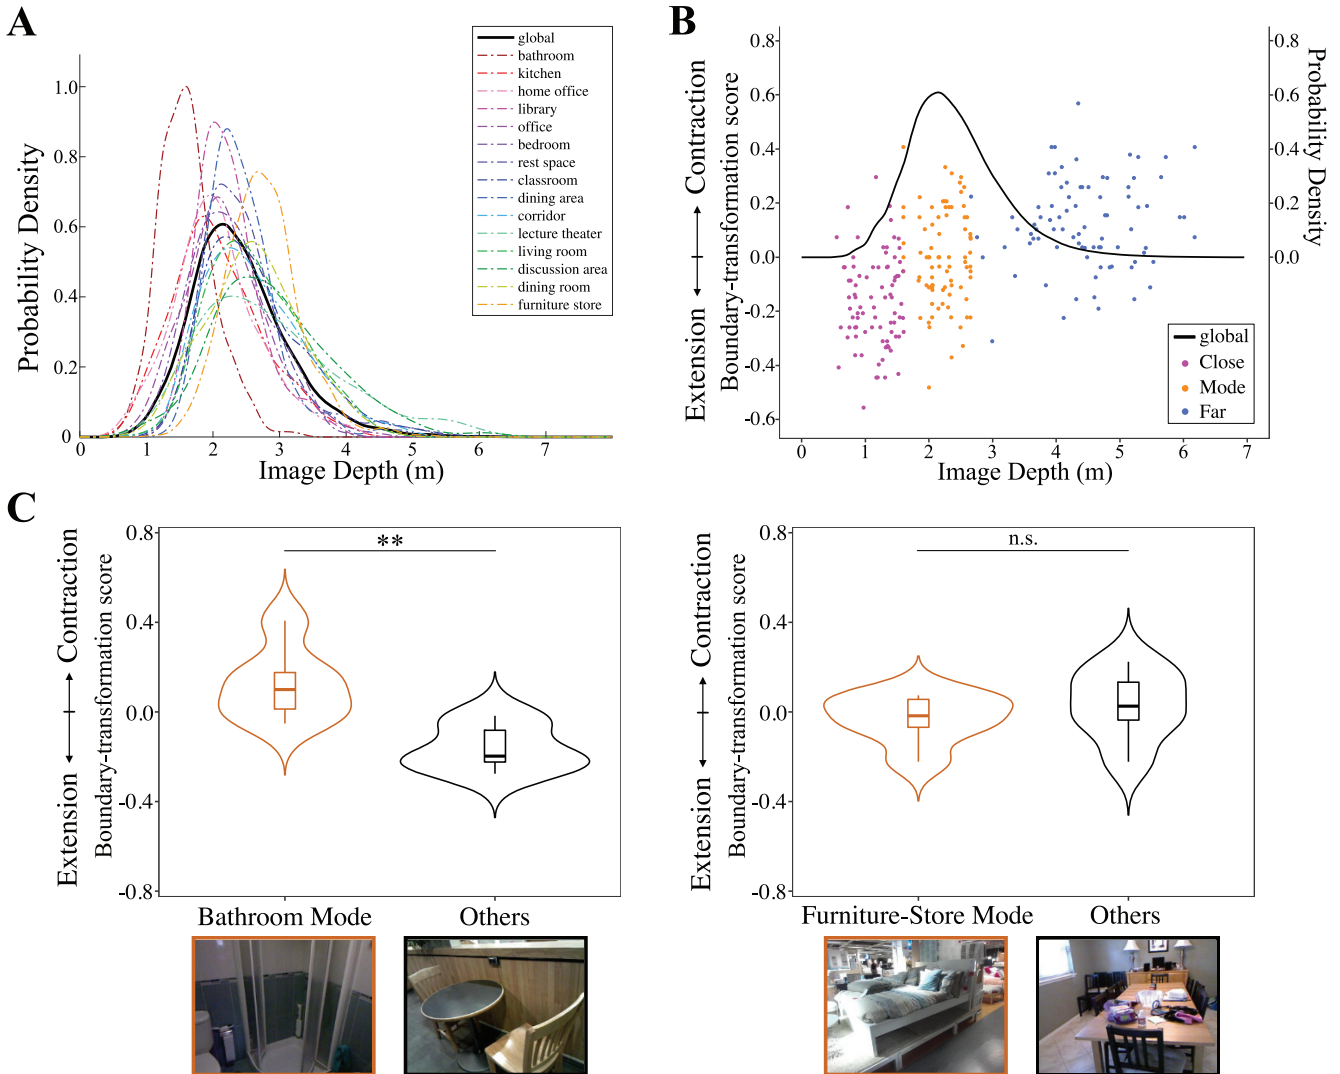 A
Probability Density
1.0
0.8
0.6
0.4
0.2
0
0 1 2 3 4 5 6 7
Image Depth (m)
global
bathroom
kitchen
home office
library
office
bedroom
rest space
classroom
dining area
corridor
lecture theater
living room
discussion area
dining room
furniture store
B
Extension
Contraction
Boundary-transformation score
0.8
0.6
0.4
0.2
0.0
-0.2
-0.4
-0.6
0 1 2 3 4 5 6 7
Image Depth (m)
0.8
0.6
0.4
0.2
0.0
Probability Density
global
Close
Mode
Far
C
Extension
Contraction
Boundary-transformation score
0.8
0.4
0.0
-0.4
-0.8
**
Bathroom Mode
Others
Extension
Contraction
Boundary-transformation score
0.8
0.4
0.0
-0.4
-0.8
n.s.
Furniture-Store Mode
Others